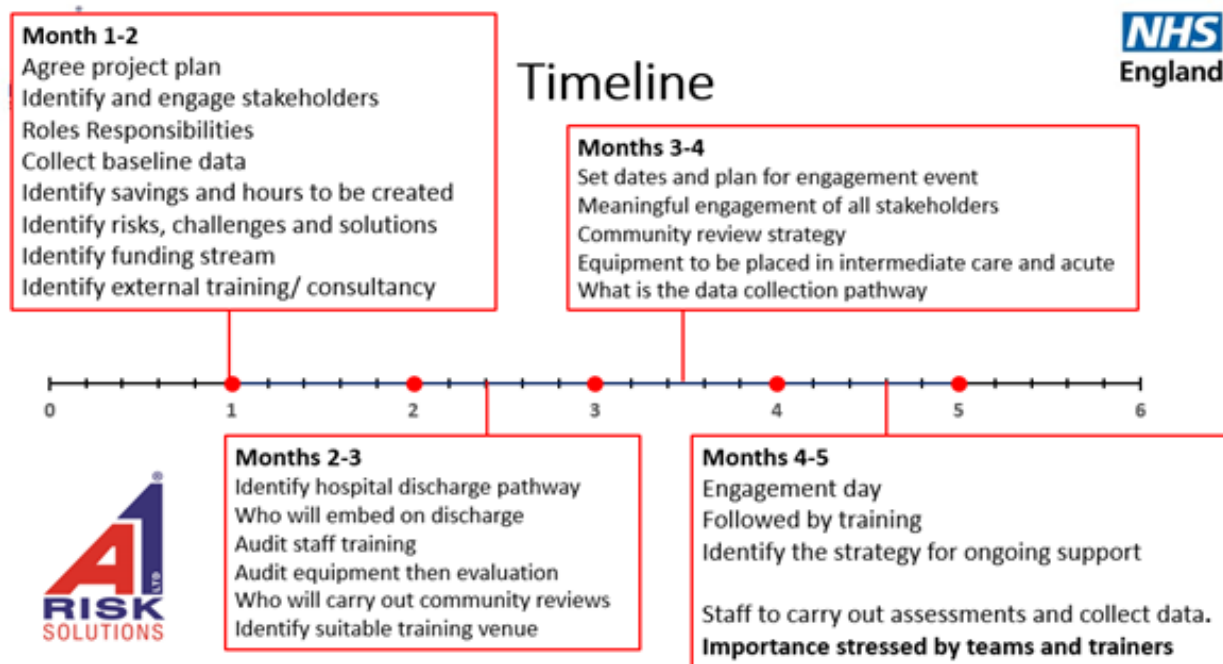 Month 1-2
Agree project plan
Identify and engage stakeholders
Roles Responsibilities
Collect baseline data
Identify savings and hours to be created
Identify risks, challenges and solutions
Identify funding stream
Identify external training/ consultancy
Timeline
NHS
England
Months 3-4
Set dates and plan for engagement event
Meaningful engagement of all stakeholders
Community review strategy
Equipment to be placed in intermediate care and acute
What is the data collection pathway
0 1 2 3 4 5 6
Months 2-3
Identify hospital discharge pathway
Who will embed on discharge
Audit staff training
Audit equipment then evaluation
Who will carry out community reviews
Identify suitable training venue
Months 4-5
Engagement day
Followed by training
Identify the strategy for ongoing support
Staff to carry out assessments and collect data.
Importance stressed by teams and trainers
A1 LTD ®
RISK
SOLUTIONS